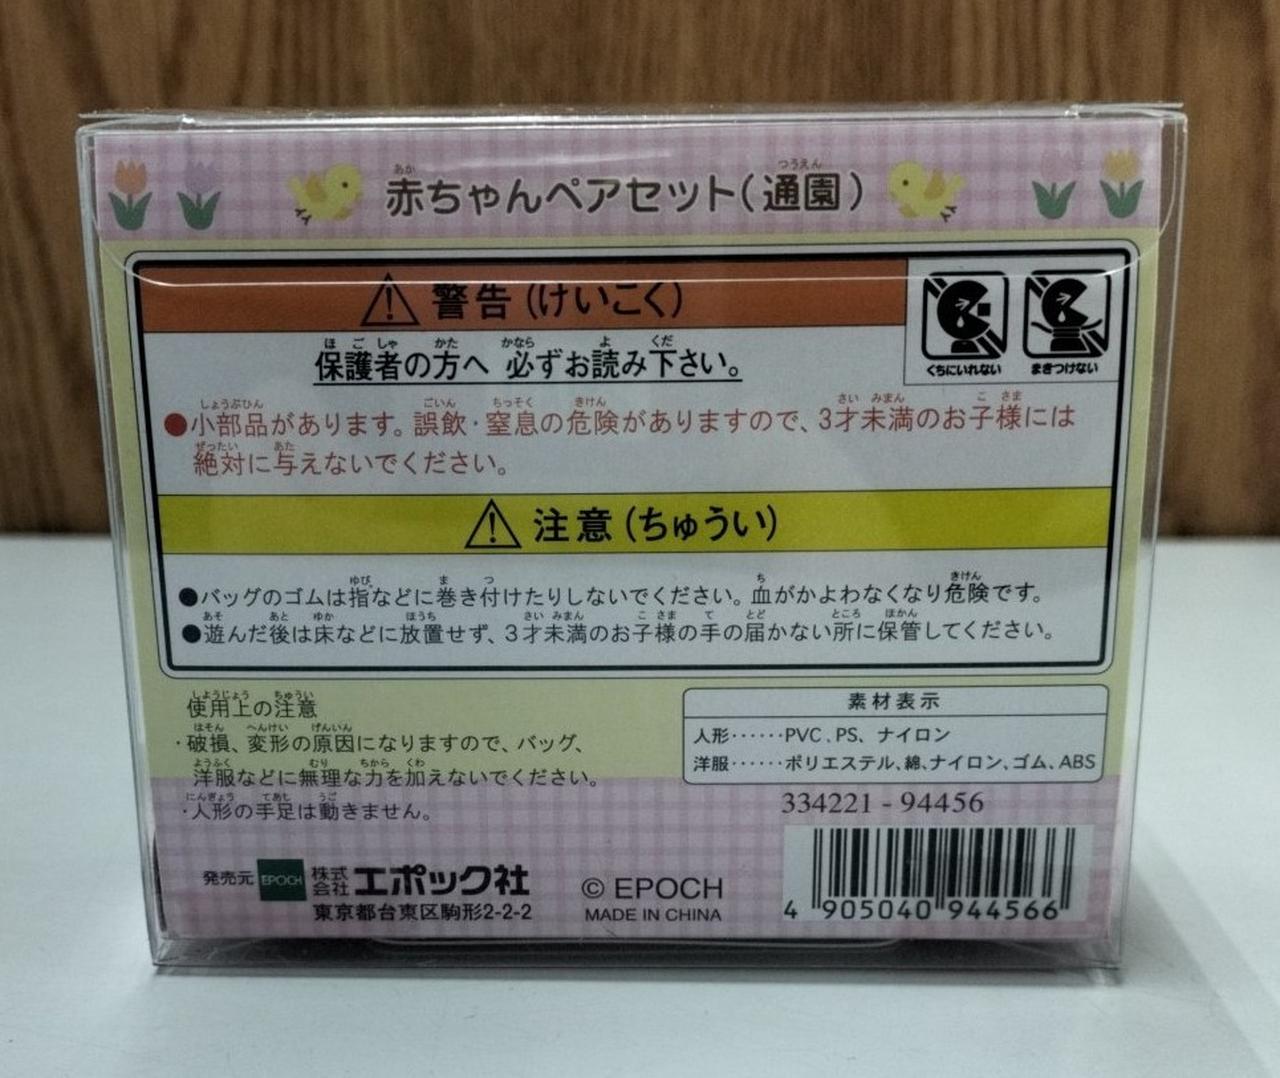 赤ちゃんペアセット(通園)
警告(けいこく)
くちにいれない まきつけない
保護者の方へ 必ずお読み下さい。
●小部品があります。誤飲・窒息の危険がありますので、3才未満のお子様には
絶対に与えないでください。
注意(ちゅうい)
●バッグのゴムは指などに巻き付けたりしないでください。血がかよわなくなり危険です。
●遊んだ後は床などに放置せず、3才未満のお子様の手の届かない所に保管してください。
使用上の注意
・破損、変形の原因になりますので、バッグ、
洋服などに無理な力を加えないでください。
・人形の手足は動きません。
素材表示
人形……PVC、PS、ナイロン
洋服……ポリエステル、綿、ナイロン、ゴム、ABS
334221-94456
発売元 EPOCH 株式会社エポック社
東京都台東区駒形2-2-2
© EPOCH
MADE IN CHINA
4 905040 944566